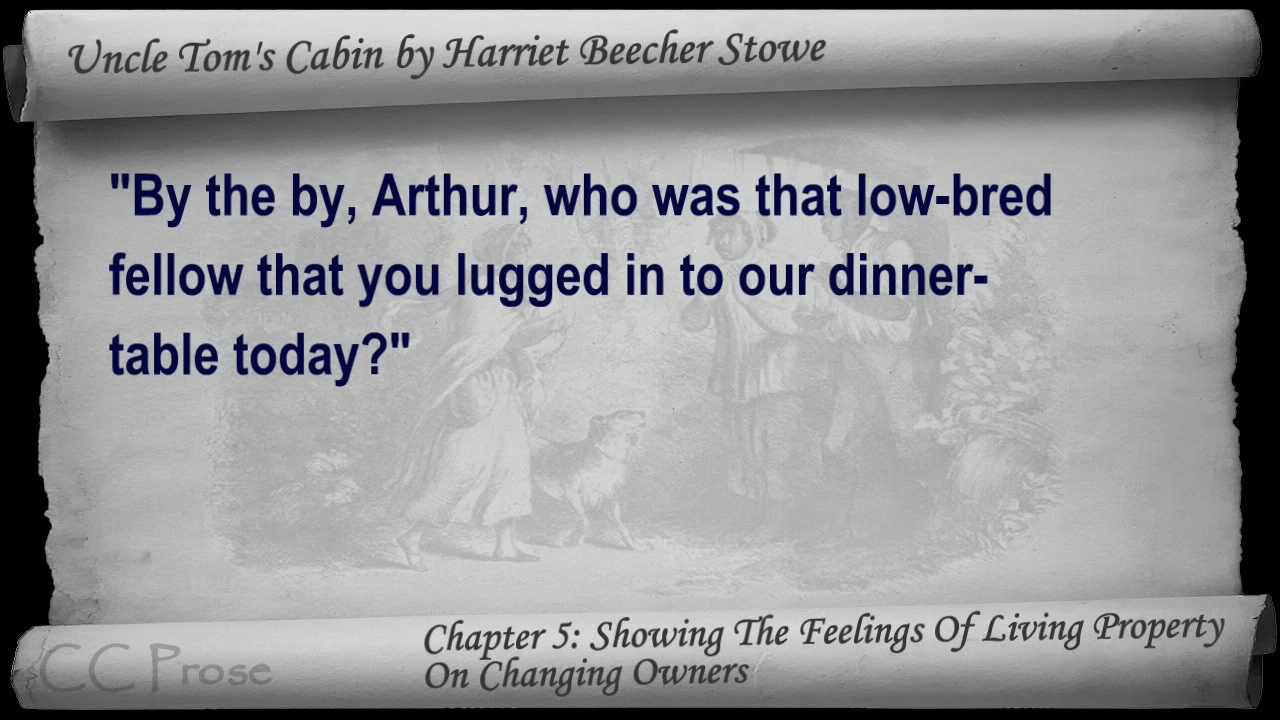 Uncle Tom's Cabin by Harriet Beecher Stowe
"By the by, Arthur, who was that low-bred
fellow that you lugged in to our dinner-
table today?"
Chapter 5: Showing The Feelings Of Living Property
On Changing Owners
CC Prose